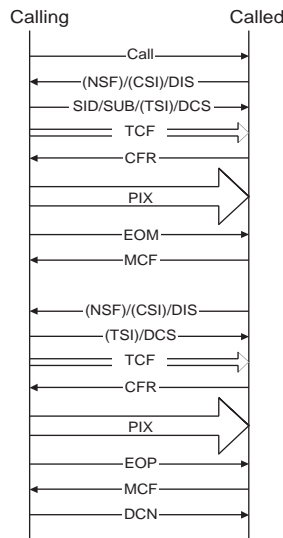 Calling Called
Call
(NSF)/(CSI)/DIS
SID/SUB/(TSI)/DCS
TCF
CFR
PIX
EOM
MCF
(NSF)/(CSI)/DIS
(TSI)/DCS
TCF
CFR
PIX
EOP
MCF
DCN